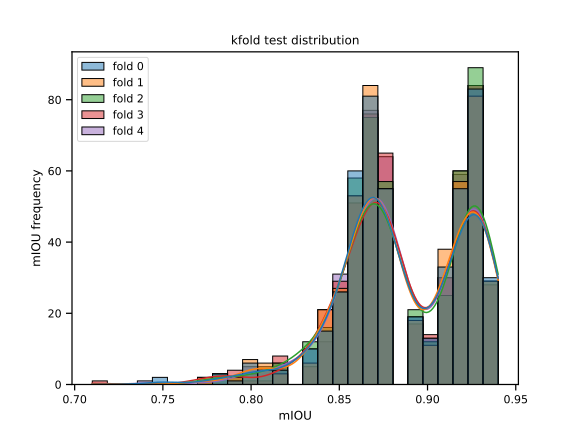 kfold test distribution
fold 0
fold 1
fold 2
fold 3
fold 4
mIOU frequency
80
60
40
20
0
0.70 0.75 0.80 0.85 0.90 0.95
mIOU